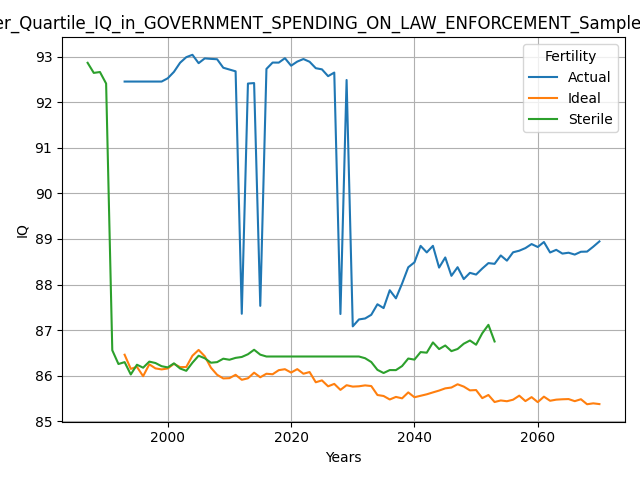 er_Quartile_IQ_in_GOVERNMENT_SPENDING_ON_LAW_ENFORCEMENT_Sample
Fertility
Actual
Ideal
Sterile
93
92
91
90
89
88
87
86
85
IQ
2000
2020
2040
2060
Years